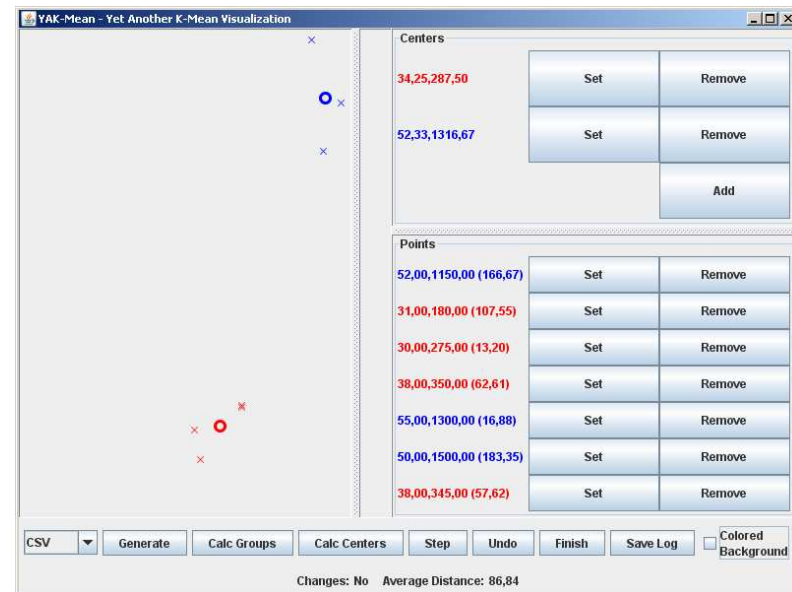 YAK-Mean - Yet Another K-Mean Visualization
Centers
34,25,287,50 Set Remove
52,33,1316,67 Set Remove
Add
Points
52,00,1150,00 (166,67) Set Remove
31,00,180,00 (107,55) Set Remove
30,00,275,00 (13,20) Set Remove
38,00,350,00 (62,61) Set Remove
55,00,1300,00 (16,88) Set Remove
50,00,1500,00 (183,35) Set Remove
38,00,345,00 (57,62) Set Remove
CSV Generate Calc Groups Calc Centers Step Undo Finish Save Log Colored
Background
Changes: No Average Distance: 86,84